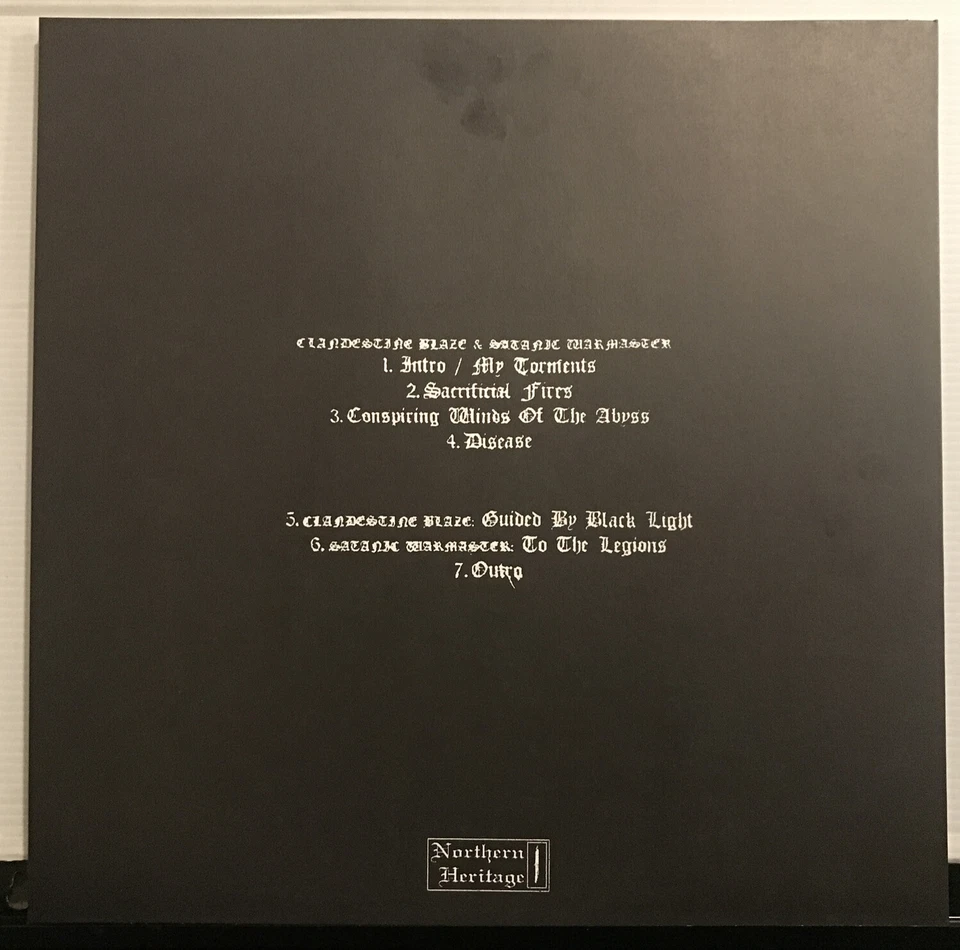 CLANDESTINE BLAZE & SATANIC WARMASTER
1. Intro / My Torments
2. Sacrificial Fires
3. Conspiring Winds Of The Abyss
4. Disease
5. CLANDESTINE BLAZE: Guided By Black Light
6. SATANIC WARMASTER: To The Legions
7. Outro
Northern
Heritage